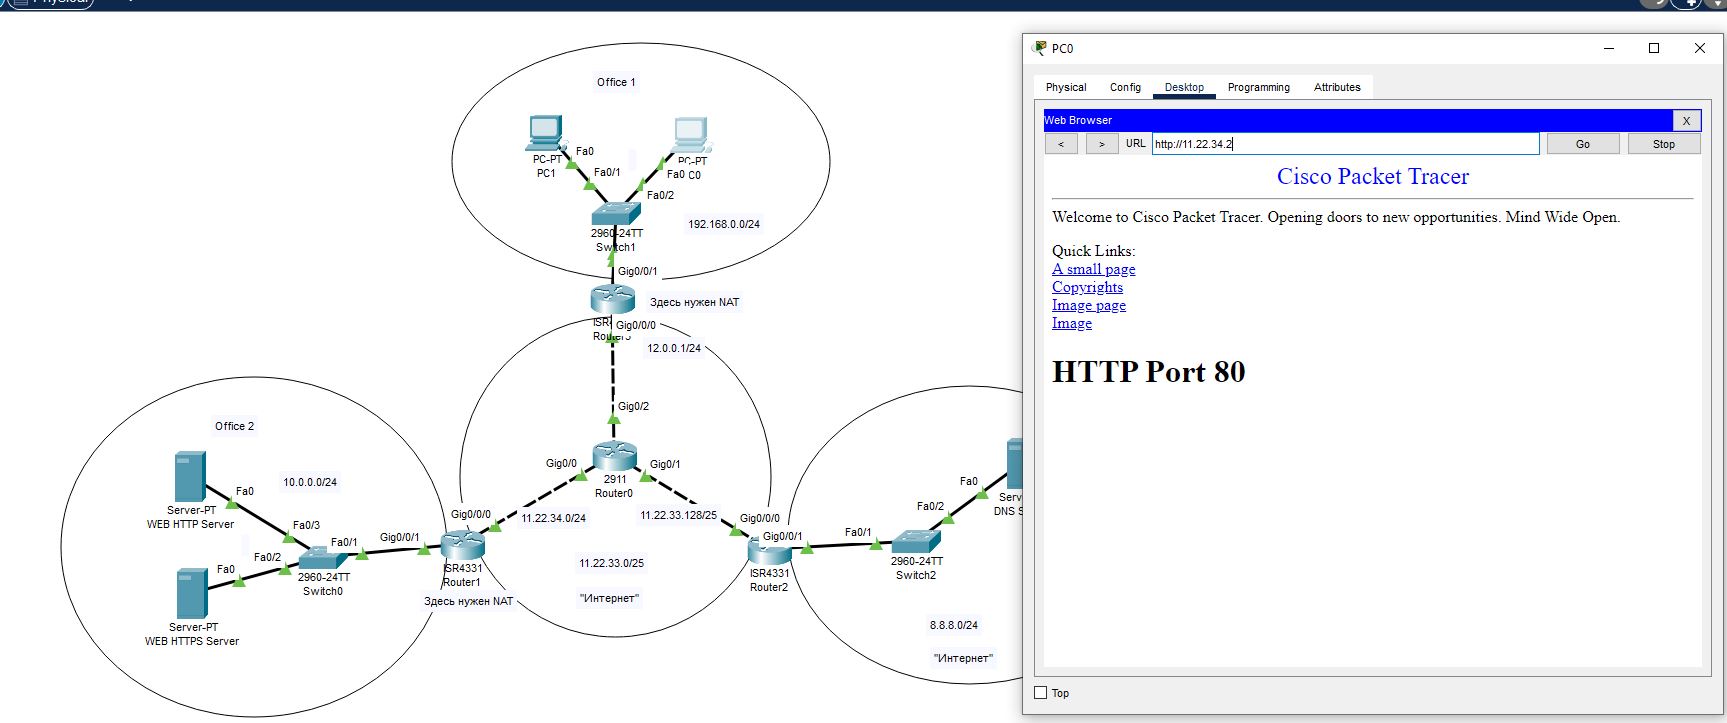 Physical
Office 1
PC-PT
PC1
Fa0
Fa0/1
PC-PT
C0
Fa0
Fa0/2
192.168.0.0/24
2960-24TT
Switch1
Gig0/0/1
Здесь нужен NAT
Gig0/0/0
12.0.0.1/24
Gig0/2
Gig0/0
Gig0/1
2911
Router0
11.22.34.0/24
11.22.33.128/25
11.22.33.0/25
"Интернет"
Office 2
10.0.0.0/24
Fa0
Server-PT
WEB HTTP Server
Fa0/3
Fa0/1
Gig0/0/1
Gig0/0/0
Fa0/2
Fa0
2960-24TT
Switch0
Server-PT
WEB HTTPS Server
ISR4331
Router1
Здесь нужен NAT
Gig0/0/0
Gig0/0/1
ISR4331
Router2
Fa0/1
Fa0/2
Fa0
2960-24TT
Switch2
Serv
DNS S
8.8.8.0/24
"Интернет"
PC0
Physical Config Desktop Programming Attributes
Web Browser X
< > URL http://11.22.34.2 Go Stop
Cisco Packet Tracer
Welcome to Cisco Packet Tracer. Opening doors to new opportunities. Mind Wide Open.
Quick Links:
A small page
Copyrights
Image page
Image
HTTP Port 80
Top